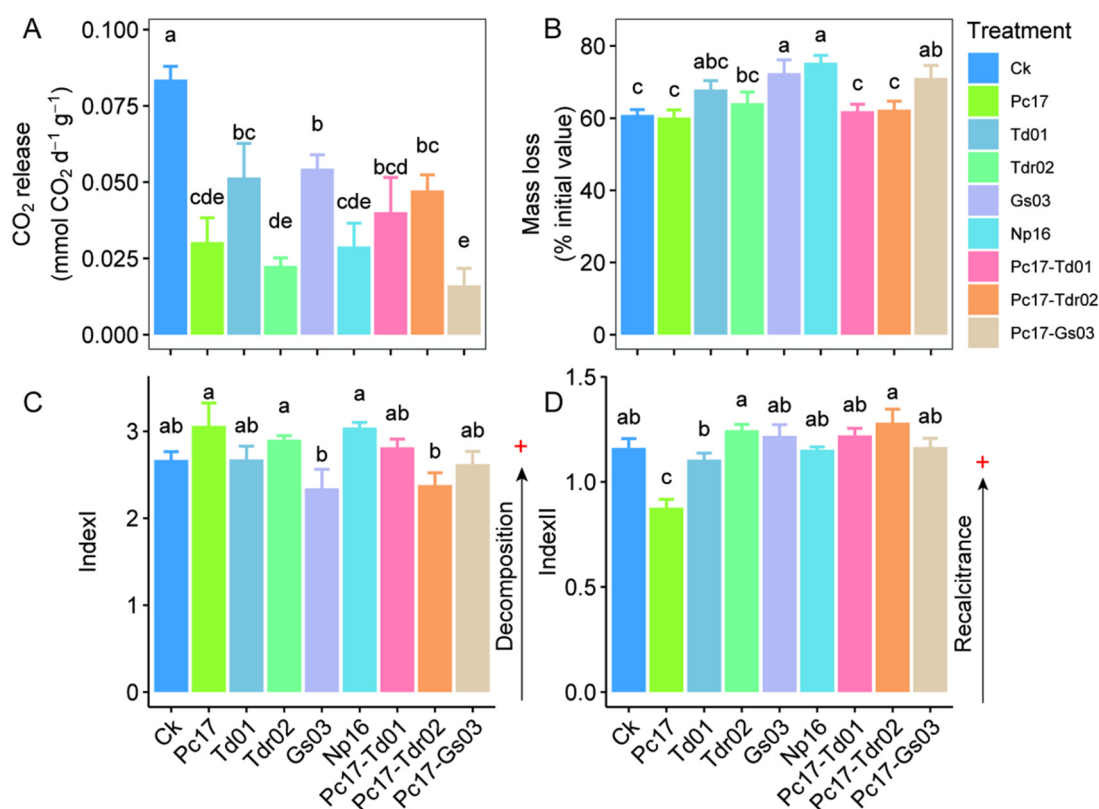 A
CO₂ release
(mmol CO₂ d⁻¹ g⁻¹)
0.100
0.075
0.050
0.025
0.000
a
cde
bc
de
b
cde
bcd
bc
e
B
Mass loss
(% initial value)
80
60
40
20
0
c
c
abc
bc
a
a
c
c
ab
Treatment
Ck
Pc17
Td01
Tdr02
Gs03
Np16
Pc17-Td01
Pc17-Tdr02
Pc17-Gs03
C
IndexI
3
2
1
0
ab
a
ab
a
b
a
ab
b
ab
+
Decomposition
Ck
Pc17
Td01
Tdr02
Gs03
Np16
Pc17-Td01
Pc17-Tdr02
Pc17-Gs03
D
IndexII
1.5
1.0
0.5
0.0
ab
c
b
a
ab
ab
ab
a
ab
+
Recalcitrance
Ck
Pc17
Td01
Tdr02
Gs03
Np16
Pc17-Td01
Pc17-Tdr02
Pc17-Gs03